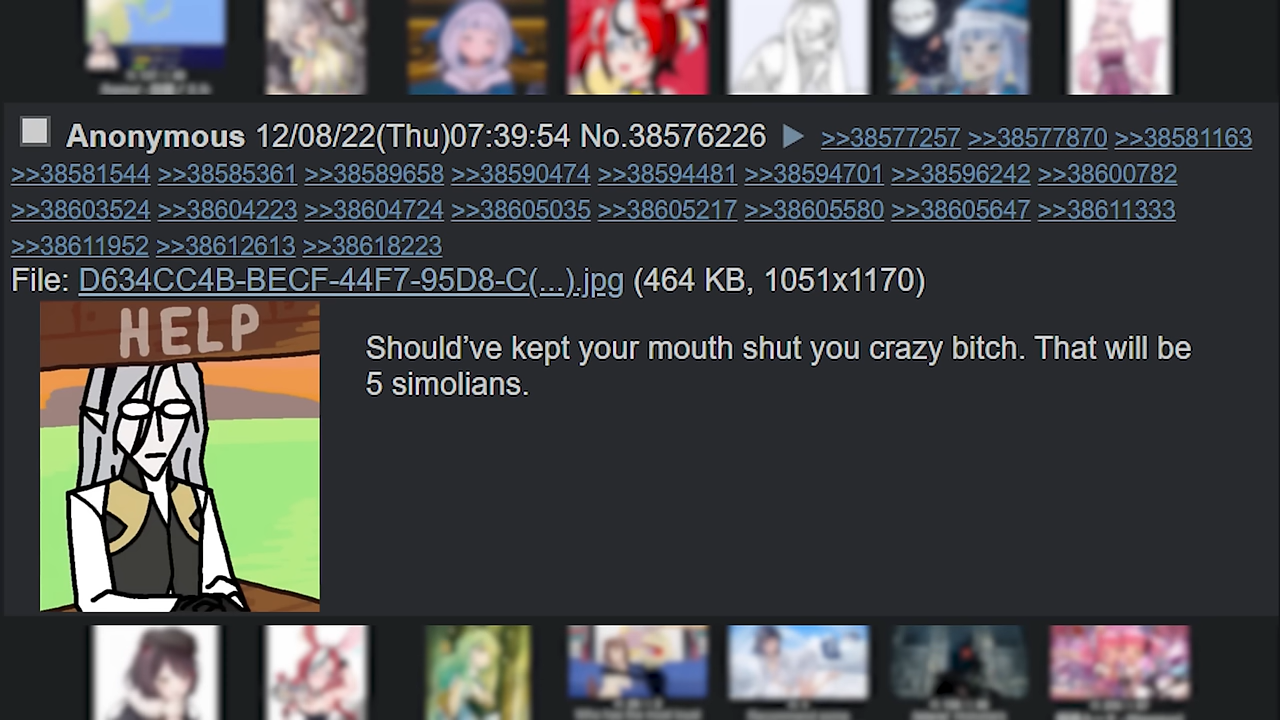 Anonymous 12/08/22(Thu)07:39:54 No.38576226 ▶ >>38577257 >>38577870 >>38581163
>>38581544 >>38585361 >>38589658 >>38590474 >>38594481 >>38594701 >>38596242 >>38600782
>>38603524 >>38604223 >>38604724 >>38605035 >>38605217 >>38605580 >>38605647 >>38611333
>>38611952 >>38612613 >>38618223
File: D634CC4B-BECF-44F7-95D8-C(...).jpg (464 KB, 1051x1170)
HELP
Should’ve kept your mouth shut you crazy bitch. That will be
5 simolians.